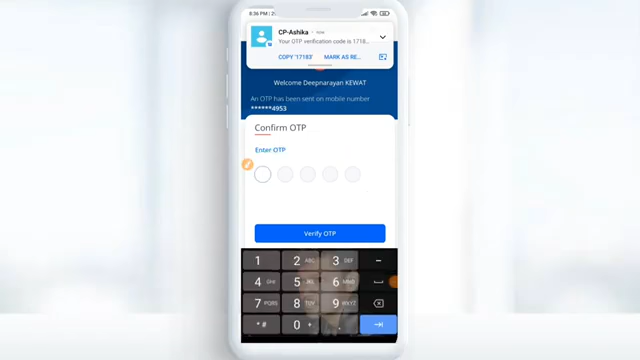 8:36 PM
CP-Ashika now
Your OTP verification code is 1718...
COPY '17183' MARK AS RE...
Welcome Deepnarayan KEWAT
An OTP has been sent on mobile number
******4953
Confirm OTP
Enter OTP
Verify OTP
1 2 ABC 3 DEF -
4 GHI 5 JKL 6 MNO
7 PQRS 8 TUV 9 WXYZ
* # 0 + .